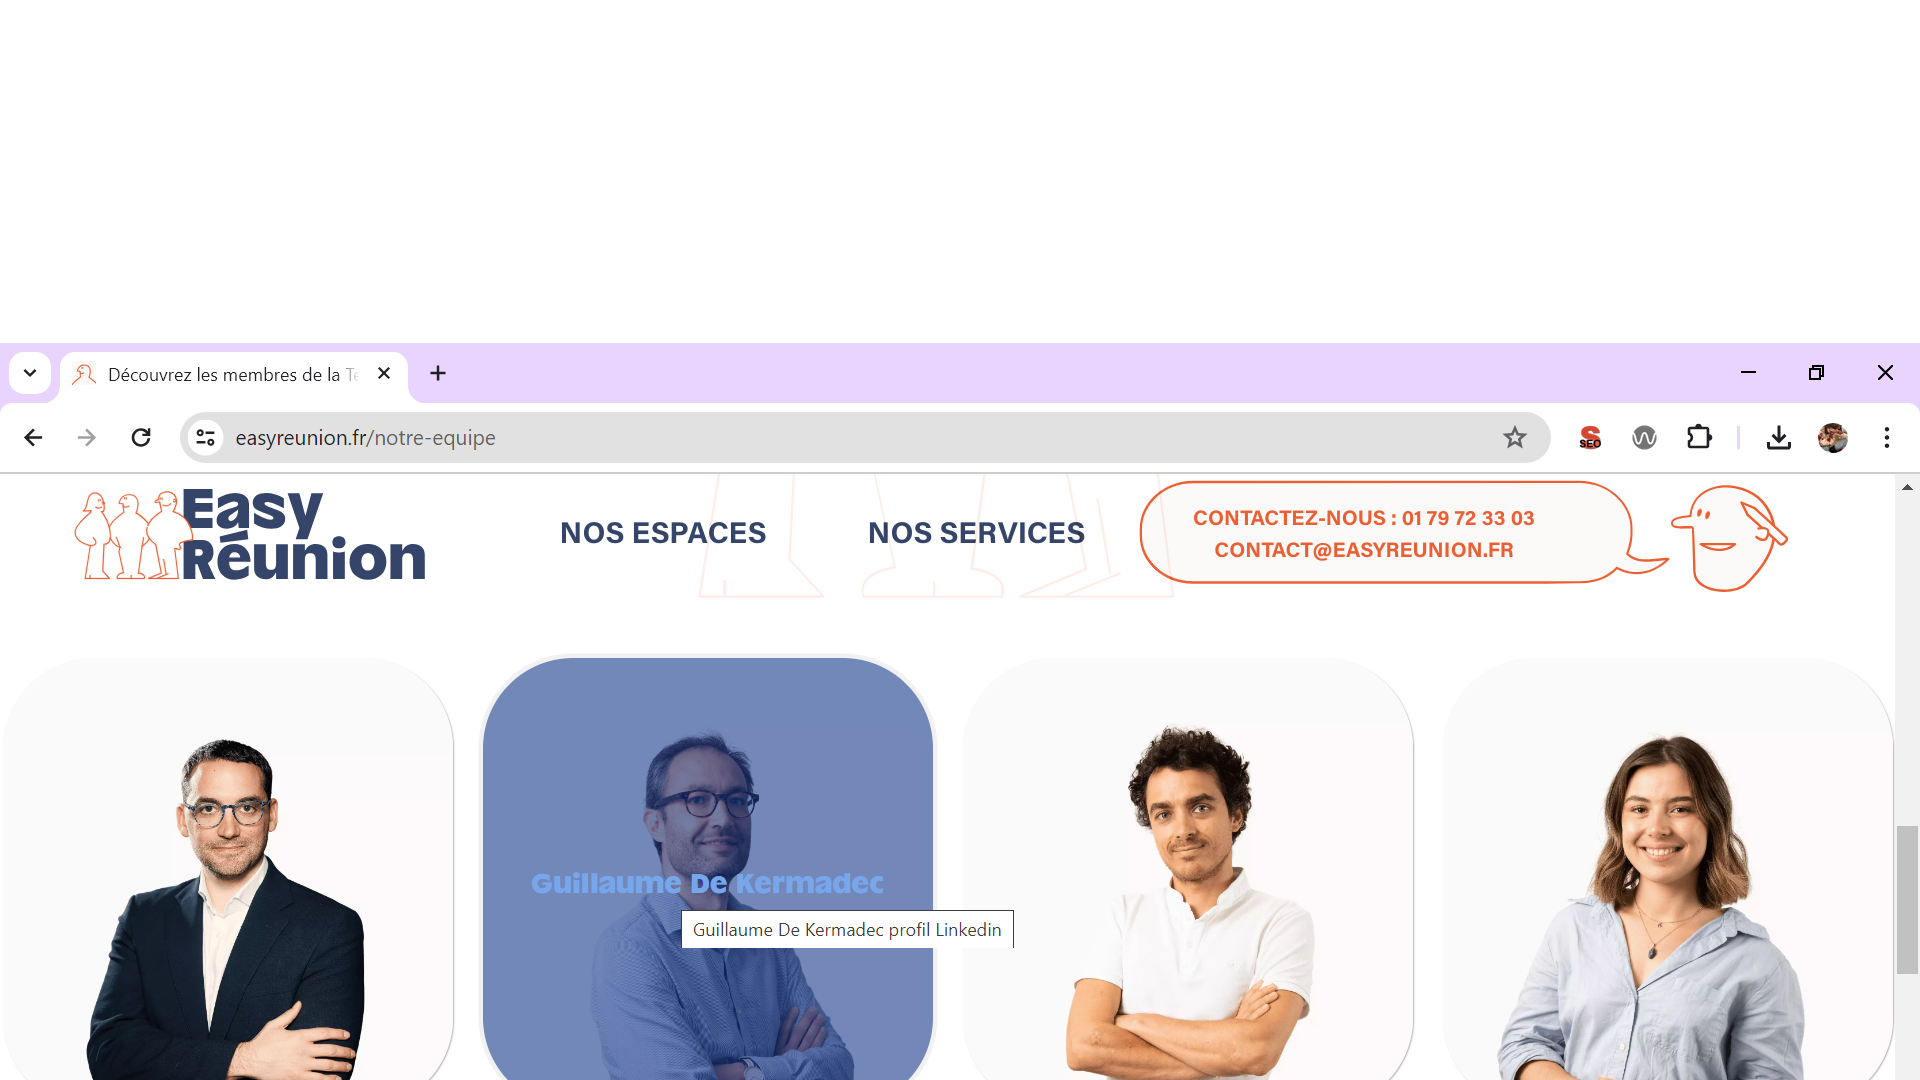 Découvrez les membres de la Te
easyreunion.fr/notre-equipe
SEO
Easy
Réunion
NOS ESPACES
NOS SERVICES
CONTACTEZ-NOUS : 01 79 72 33 03
CONTACT@EASYREUNION.FR
Guillaume De Kermadec
Guillaume De Kermadec profil Linkedin